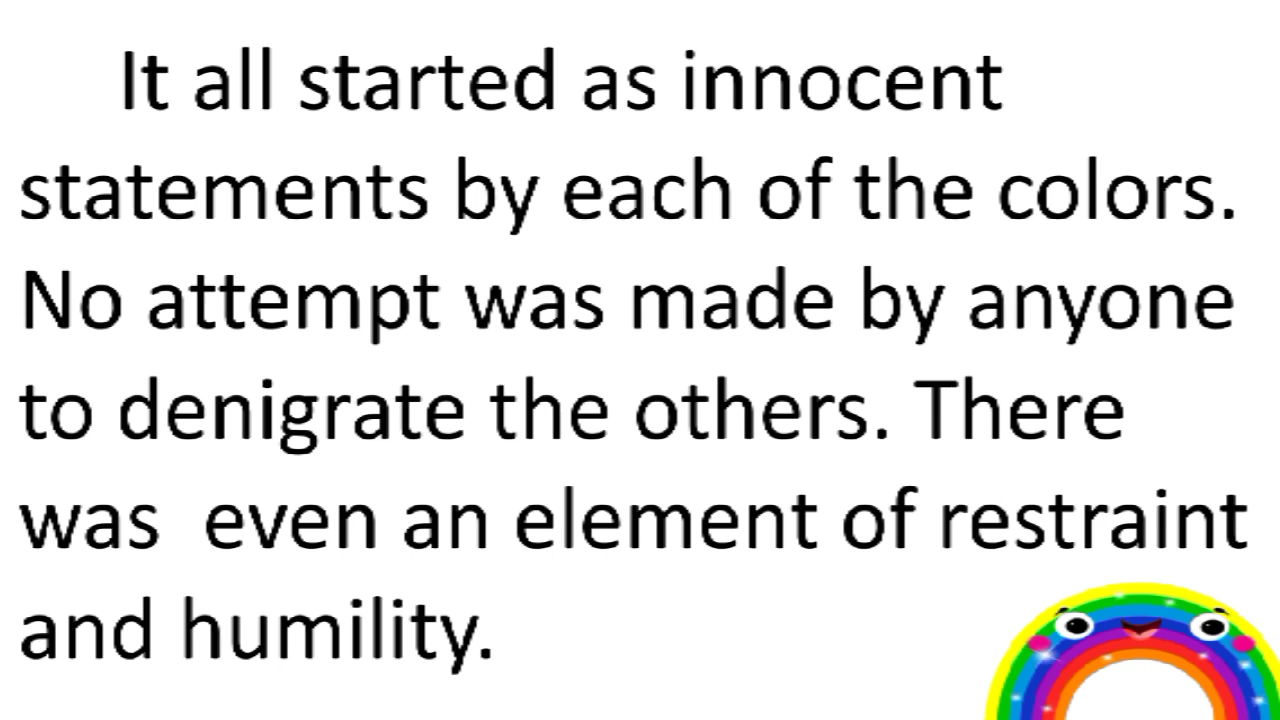 It all started as innocent
statements by each of the colors.
No attempt was made by anyone
to denigrate the others. There
was  even an element of restraint
and humility.